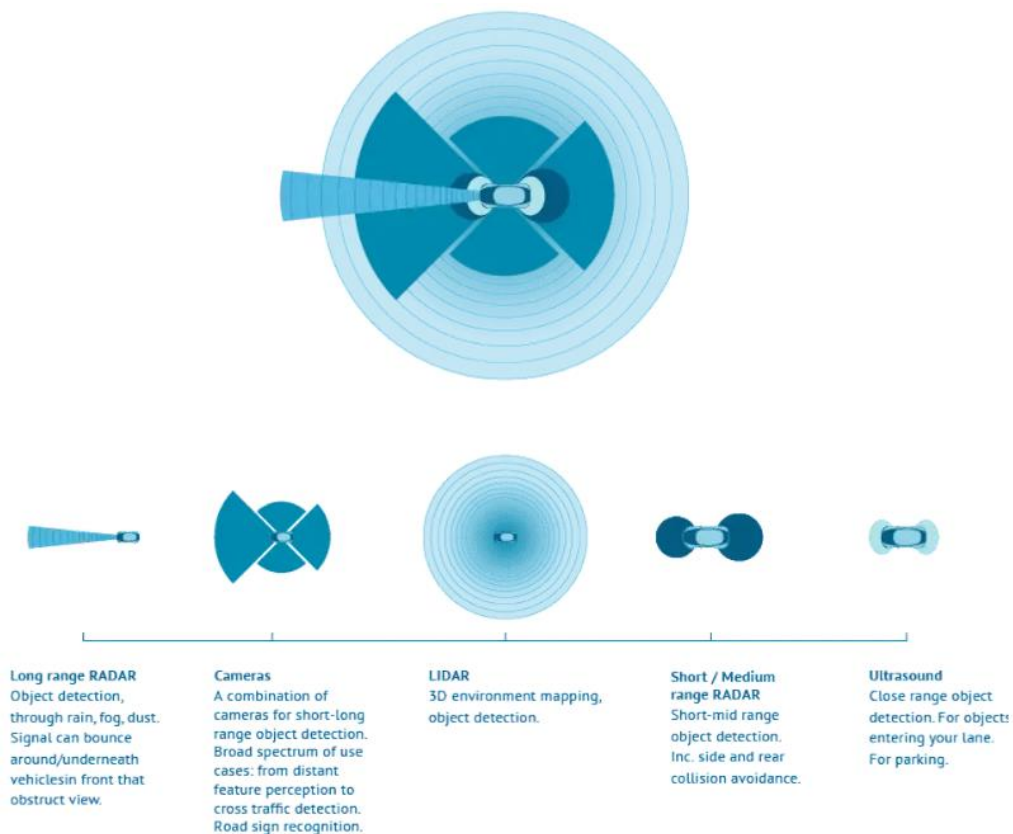 Long range RADAR
Object detection,
through rain, fog, dust.
Signal can bounce
around/underneath
vehiclesin front that
obstruct view.
Cameras
A combination of
cameras for short-long
range object detection.
Broad spectrum of use
cases: from distant
feature perception to
cross traffic detection.
Road sign recognition.
LIDAR
3D environment mapping,
object detection.
Short / Medium
range RADAR
Short-mid range
object detection.
Inc. side and rear
collision avoidance.
Ultrasound
Close range object
detection. For objects
entering your lane.
For parking.